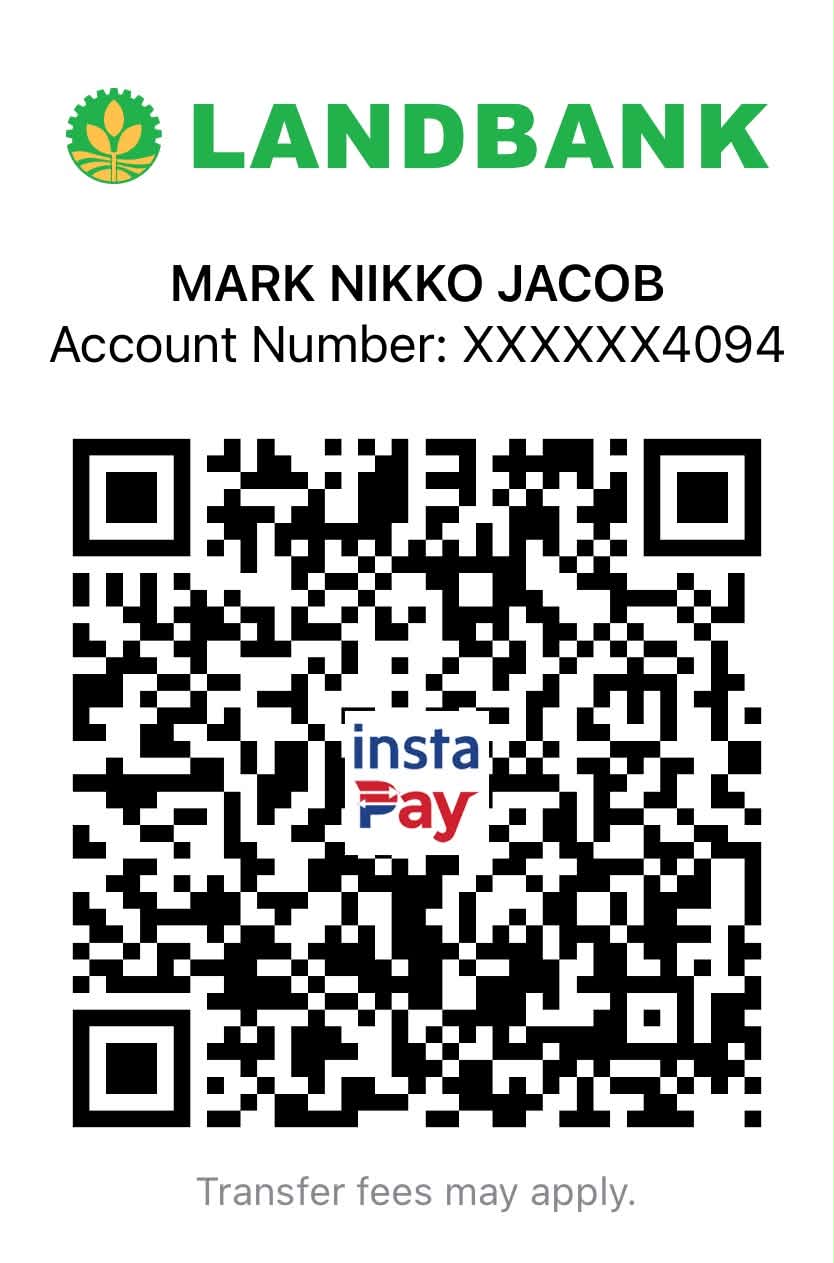 LANDBANK
MARK NIKKO JACOB
Account Number: XXXXXX4094
insta
Pay
Transfer fees may apply.